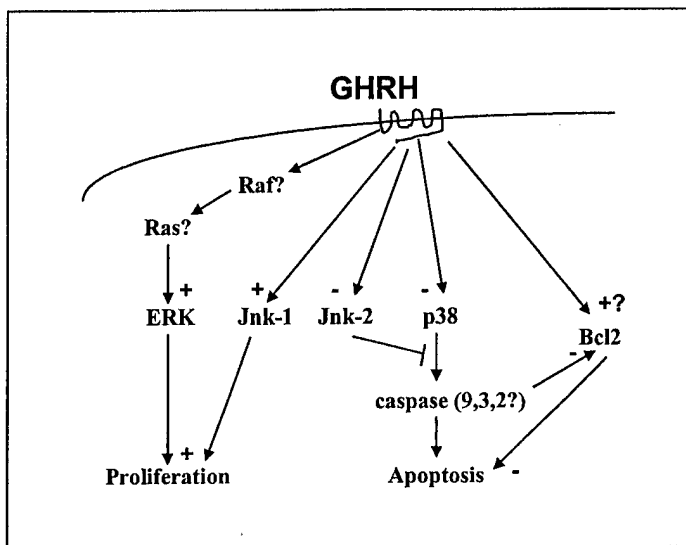 GHRH
Raf?
Ras?
+ + - - +?
ERK Jnk-1 Jnk-2 p38
Bcl2
-
caspase (9,3,2?)
+
Proliferation Apoptosis -